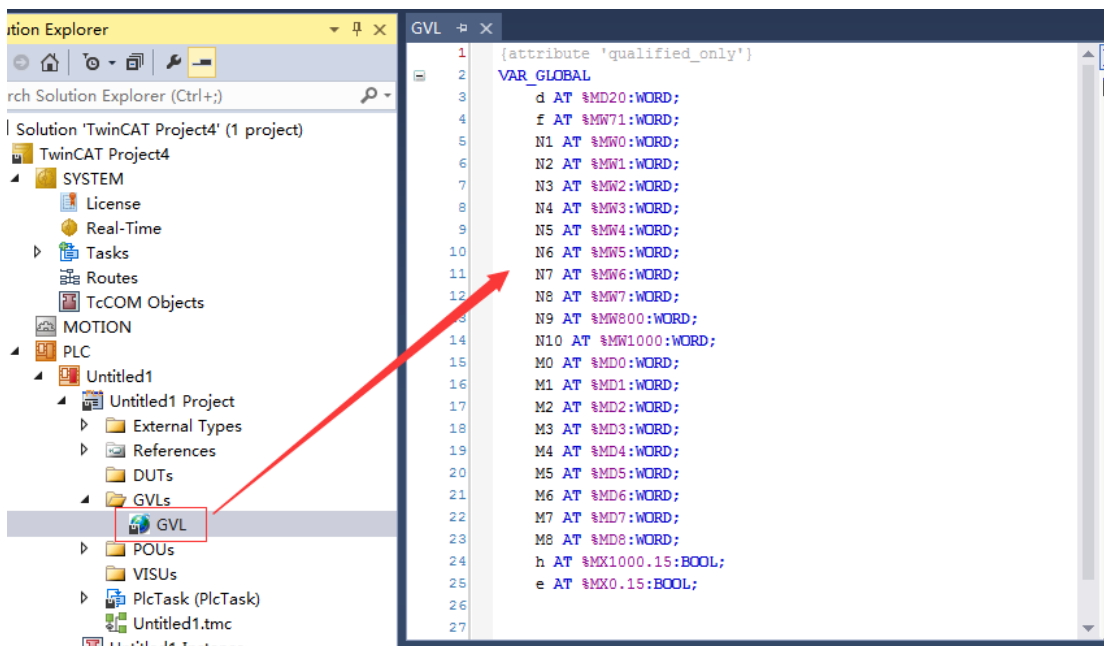 ution Explorer
rch Solution Explorer (Ctrl+;)
Solution 'TwinCAT Project4' (1 project)
TwinCAT Project4
SYSTEM
License
Real-Time
Tasks
Routes
TcCOM Objects
MOTION
PLC
Untitled1
Untitled1 Project
External Types
References
DUTs
GVLs
GVL
POUs
VISUs
PlcTask (PlcTask)
Untitled1.tmc
GVL
1 {attribute 'qualified_only'}
2 VAR_GLOBAL
3 d AT %MD20:WORD;
4 f AT %MW71:WORD;
5 N1 AT %MW0:WORD;
6 N2 AT %MW1:WORD;
7 N3 AT %MW2:WORD;
8 N4 AT %MW3:WORD;
9 N5 AT %MW4:WORD;
10 N6 AT %MW5:WORD;
11 N7 AT %MW6:WORD;
12 N8 AT %MW7:WORD;
13 N9 AT %MW800:WORD;
14 N10 AT %MW1000:WORD;
15 M0 AT %MD0:WORD;
16 M1 AT %MD1:WORD;
17 M2 AT %MD2:WORD;
18 M3 AT %MD3:WORD;
19 M4 AT %MD4:WORD;
20 M5 AT %MD5:WORD;
21 M6 AT %MD6:WORD;
22 M7 AT %MD7:WORD;
23 M8 AT %MD8:WORD;
24 h AT %MX1000.15:BOOL;
25 e AT %MX0.15:BOOL;
26
27